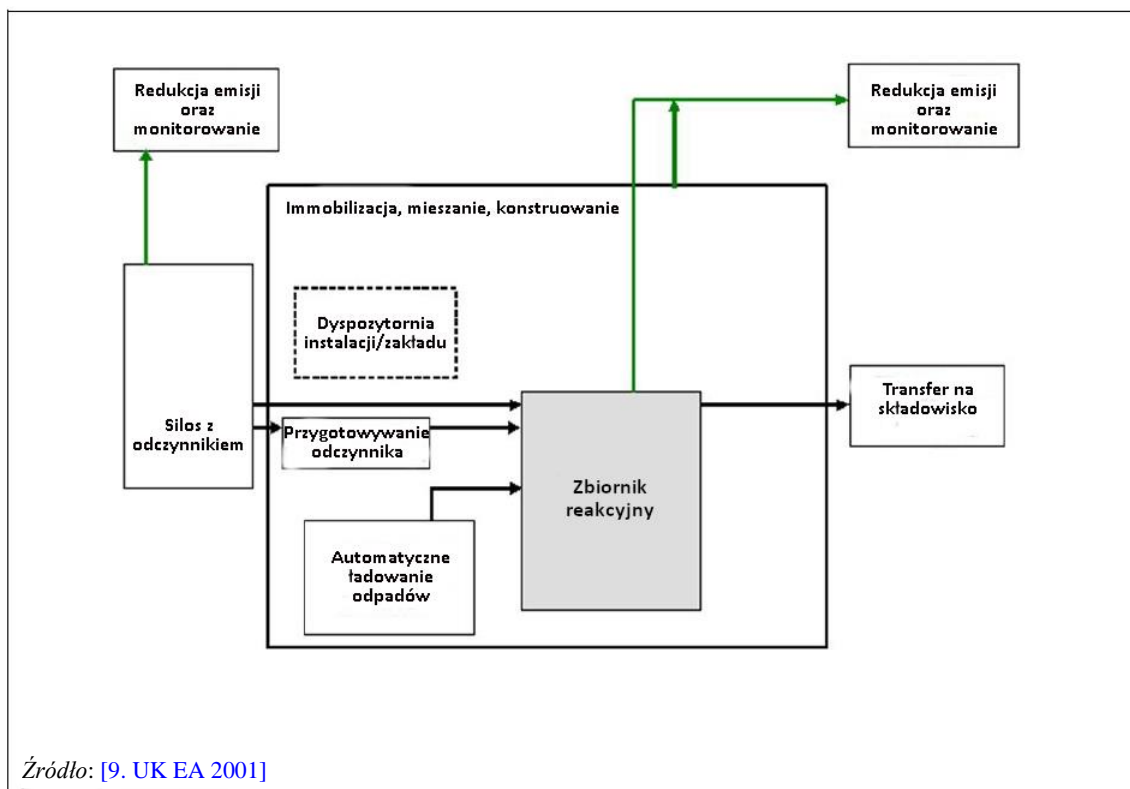 Redukcja emisji
oraz
monitorowanie
Redukcja emisji
oraz
monitorowanie
Immobilizacja, mieszanie, konstruowanie
Dyspozytornia
instalacji/zakładu
Silos z
odczynnikiem
Przygotowywanie
odczynnika
Transfer na
składowisko
Zbiornik
reakcyjny
Automatyczne
ładowanie
odpadów
Źródło: [9. UK EA 2001]